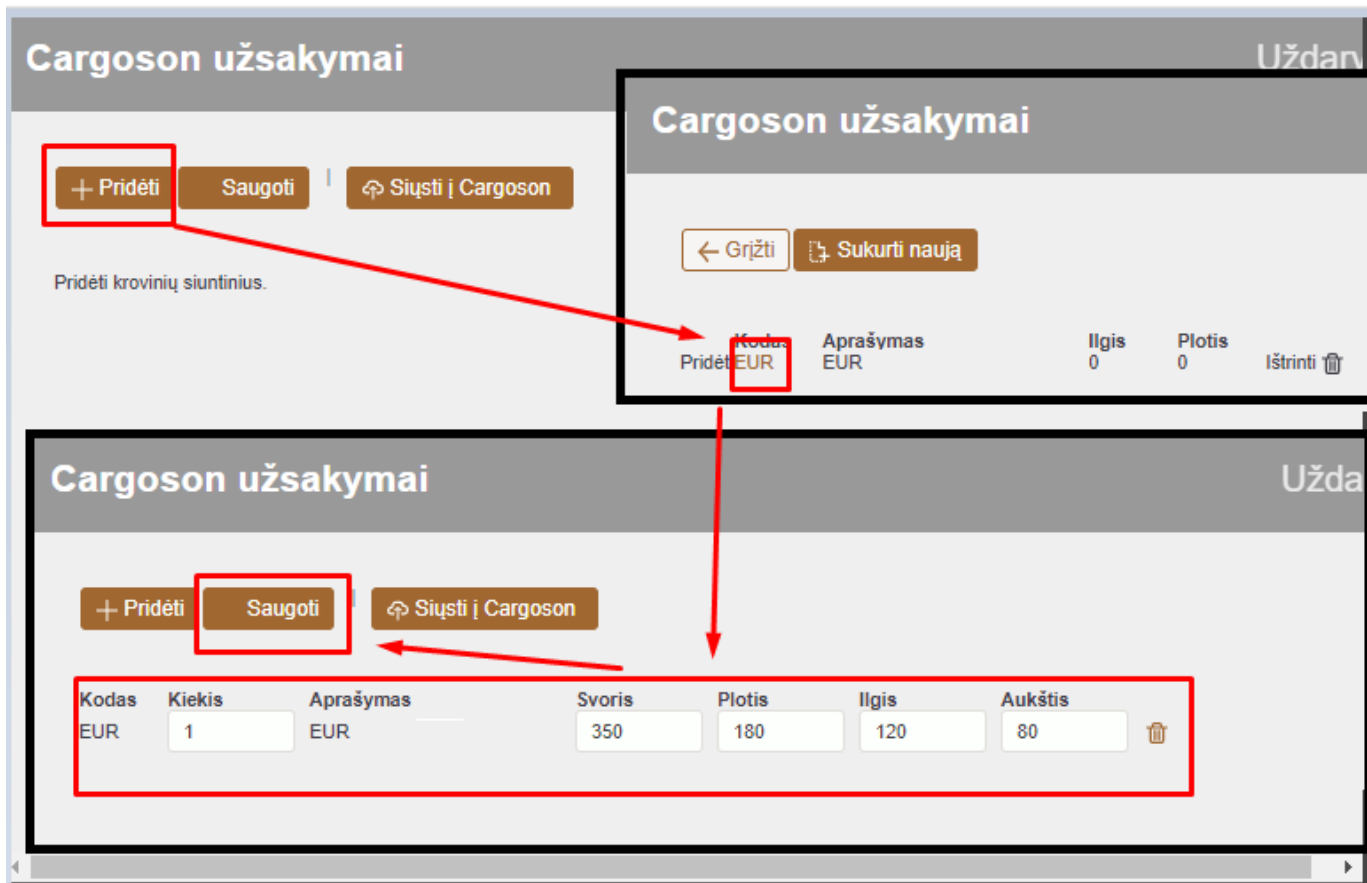 Cargoson užsakymai
+ Pridėti Saugoti | Siųsti į Cargoson
Pridėti krovinių siuntinius.
Cargoson užsakymai
← Grįžti Sukurti naują
Kodas Aprašymas Ilgis Plotis
Pridėt EUR EUR 0 0 Ištrinti
Cargoson užsakymai Užda
+ Pridėti Saugoti Siųsti į Cargoson
Kodas Kiekis Aprašymas Svoris Plotis Ilgis Aukštis
EUR 1 EUR 350 180 120 80